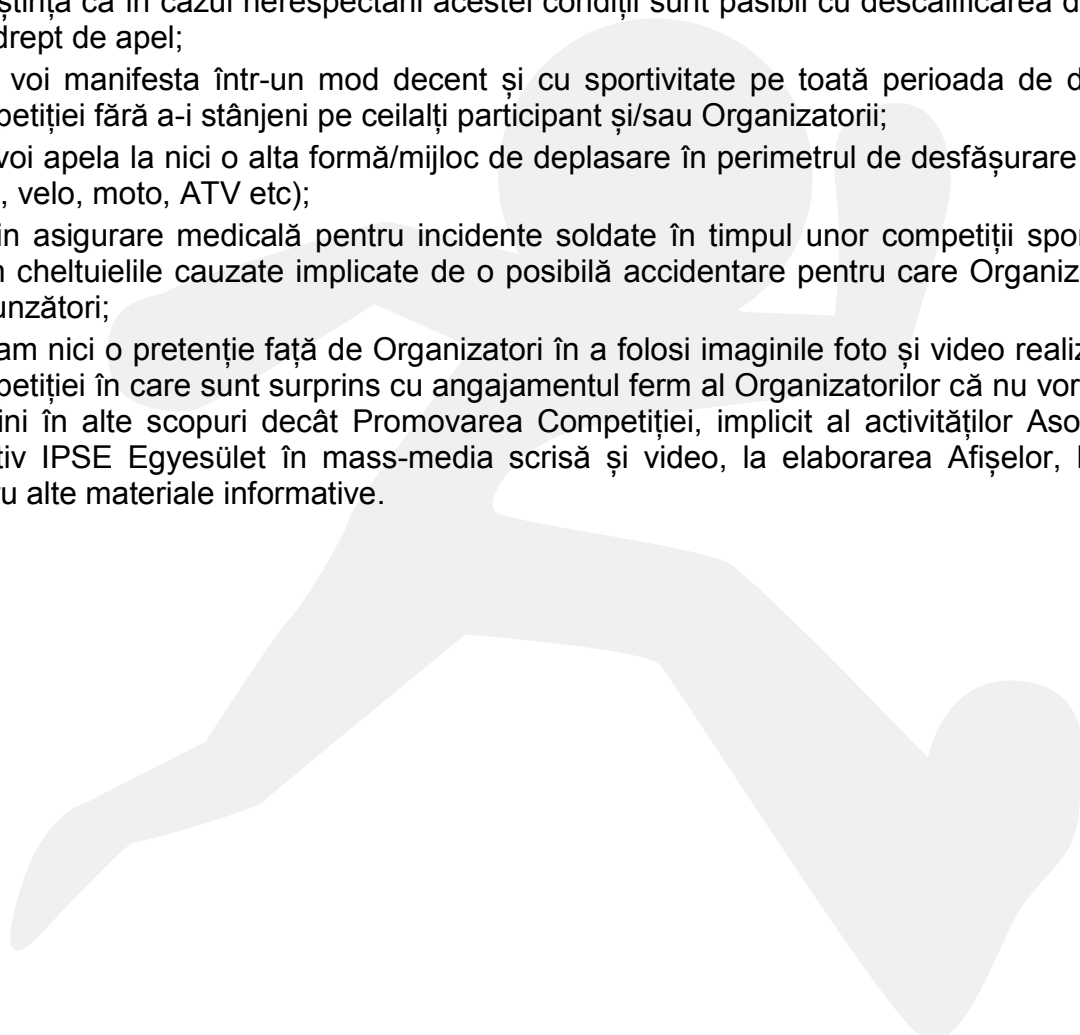 ștință că în cazul nerespectării acestei condiții sunt pasibil cu descalificarea d
drept de apel;
voi manifesta într-un mod decent și cu sportivitate pe toată perioada de d
petiției fără a-i stânjeni pe ceilalți participant și/sau Organizatorii;
voi apela la nici o alta formă/mijloc de deplasare în perimetrul de desfășurare
, velo, moto, ATV etc);
in asigurare medicală pentru incidente soldate în timpul unor competiții spor
cheltuielile cauzate implicate de o posibilă accidentare pentru care Organiz
unzători;
am nici o pretenție față de Organizatori în a folosi imaginile foto și video realiz
petiției în care sunt surprins cu angajamentul ferm al Organizatorilor că nu vor
ini în alte scopuri decât Promovarea Competiției, implicit al activităților Aso
tiv IPSE Egyesület în mass-media scrisă și video, la elaborarea Afișelor,
u alte materiale informative.